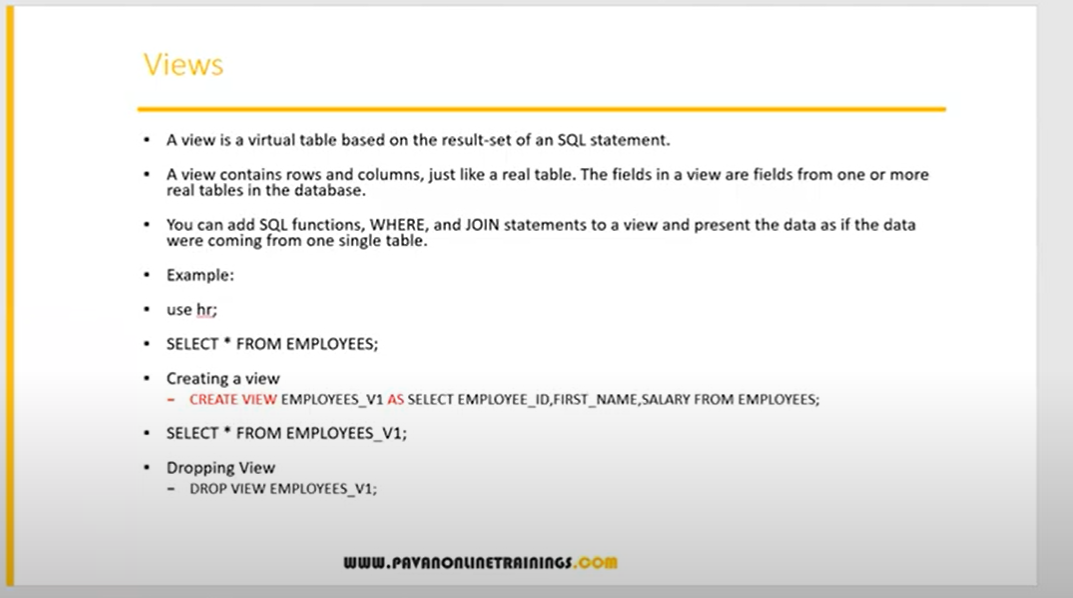 Views
• A view is a virtual table based on the result-set of an SQL statement.
• A view contains rows and columns, just like a real table. The fields in a view are fields from one or more
real tables in the database.
• You can add SQL functions, WHERE, and JOIN statements to a view and present the data as if the data
were coming from one single table.
• Example:
• use hr;
• SELECT * FROM EMPLOYEES;
• Creating a view
– CREATE VIEW EMPLOYEES_V1 AS SELECT EMPLOYEE_ID,FIRST_NAME,SALARY FROM EMPLOYEES;
• SELECT * FROM EMPLOYEES_V1;
• Dropping View
– DROP VIEW EMPLOYEES_V1;
WWW.PAVANONLINETRAININGS.COM